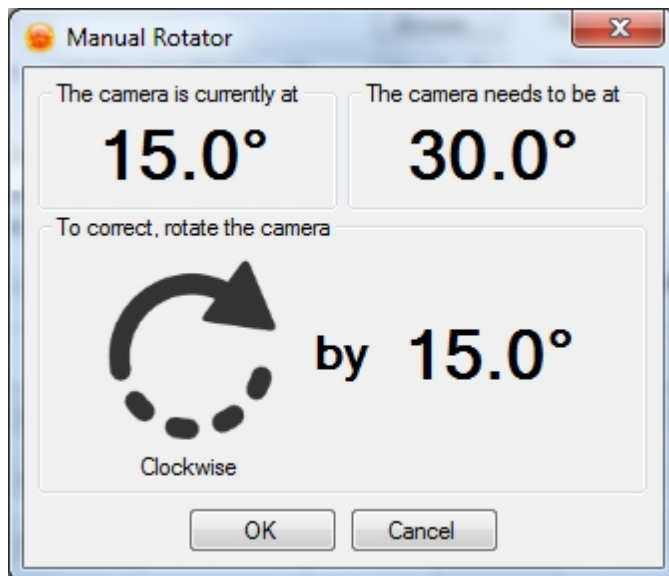 Manual Rotator
The camera is currently at
15.0°
The camera needs to be at
30.0°
To correct, rotate the camera
by 15.0°
Clockwise
OK Cancel